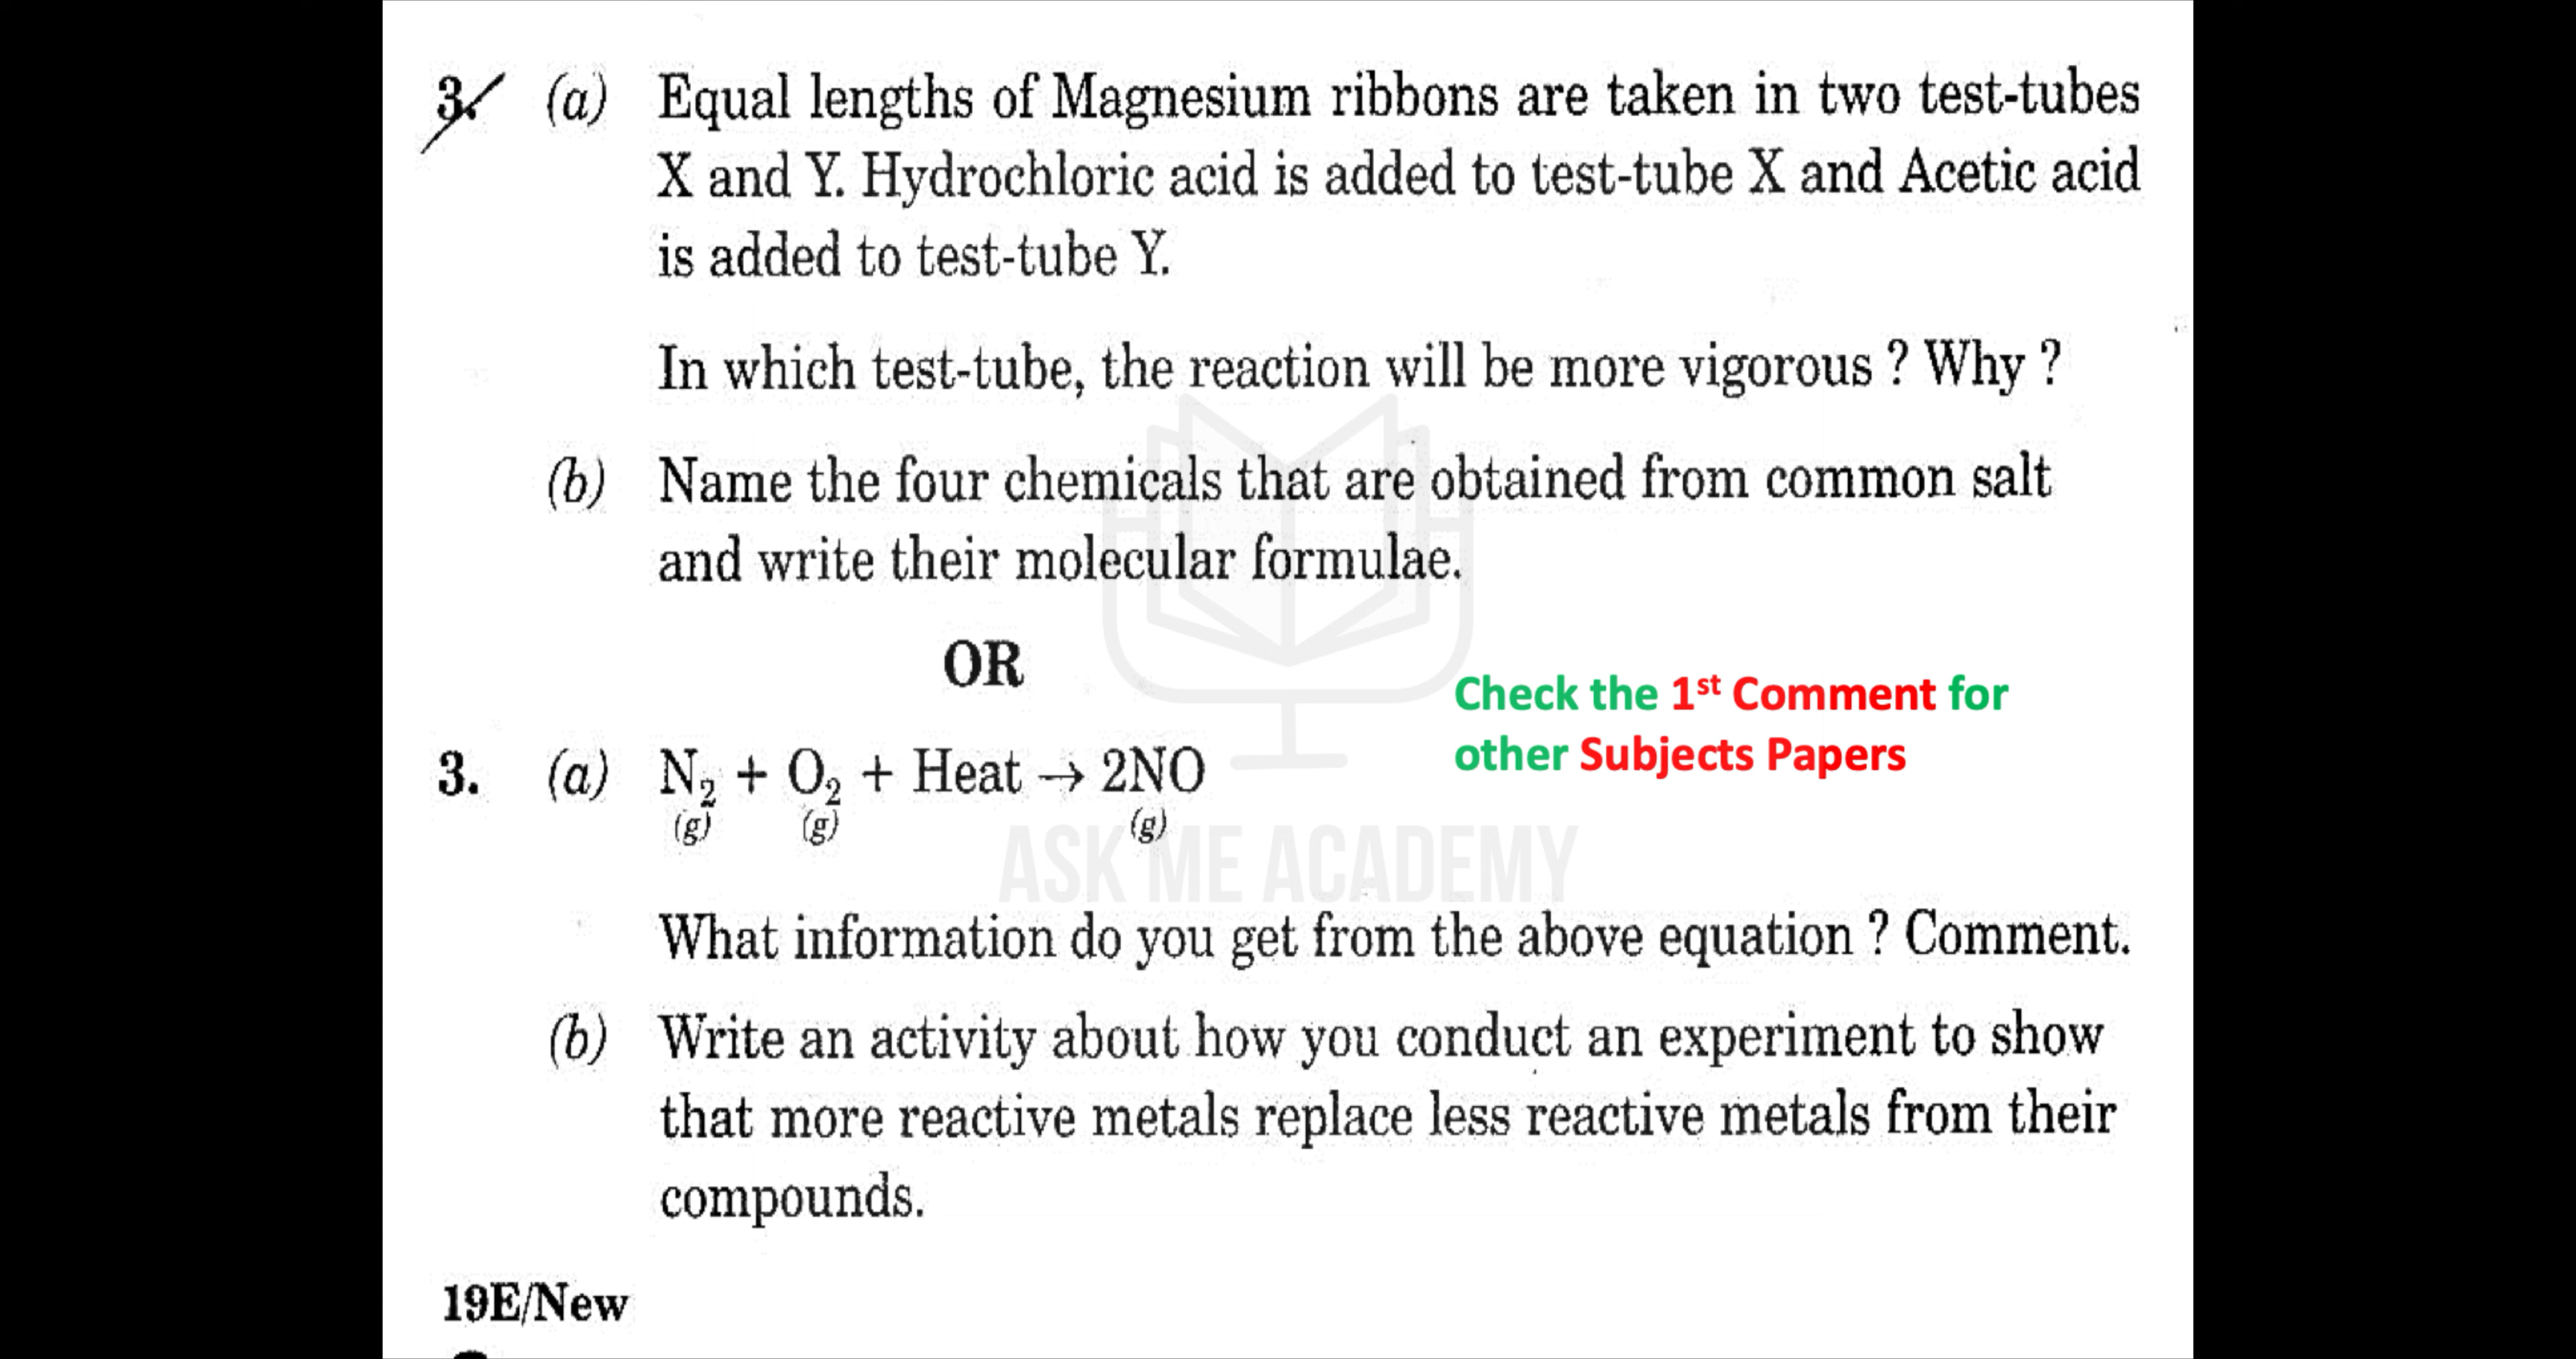 3. (a) Equal lengths of Magnesium ribbons are taken in two test-tubes
X and Y. Hydrochloric acid is added to test-tube X and Acetic acid
is added to test-tube Y.
In which test-tube, the reaction will be more vigorous ? Why ?
(b) Name the four chemicals that are obtained from common salt
and write their molecular formulae.
OR
Check the 1st Comment for
other Subjects Papers
3. (a) N₂ + O₂ + Heat → 2NO
(g) (g) (g)
ASK ME ACADEMY
What information do you get from the above equation ? Comment.
(b) Write an activity about how you conduct an experiment to show
that more reactive metals replace less reactive metals from their
compounds.
19E/New